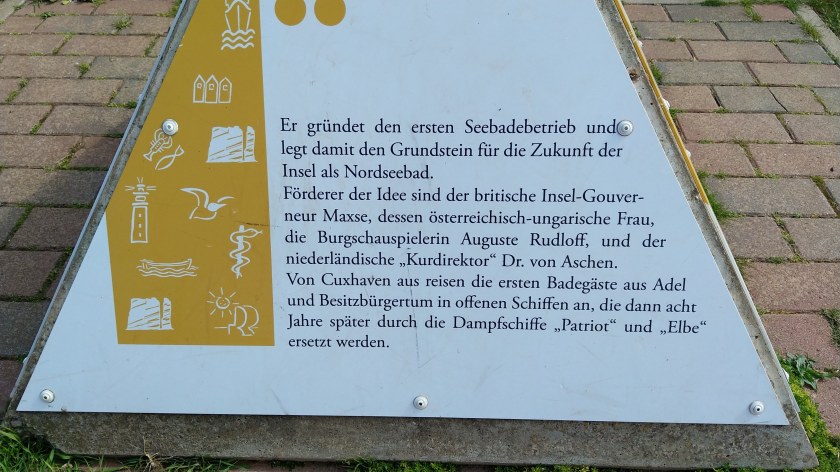 Er gründet den ersten Seebadebetrieb und
legt damit den Grundstein für die Zukunft der
Insel als Nordseebad.
Förderer der Idee sind der britische Insel-Gouver-
neur Maxse, dessen österreichisch-ungarische Frau,
die Burgschauspielerin Auguste Rudloff, und der
niederländische „Kurdirektor“ Dr. von Aschen.
Von Cuxhaven aus reisen die ersten Badegäste aus Adel
und Besitzbürgertum in offenen Schiffen an, die dann acht
Jahre später durch die Dampfschiffe „Patriot“ und „Elbe“
ersetzt werden.